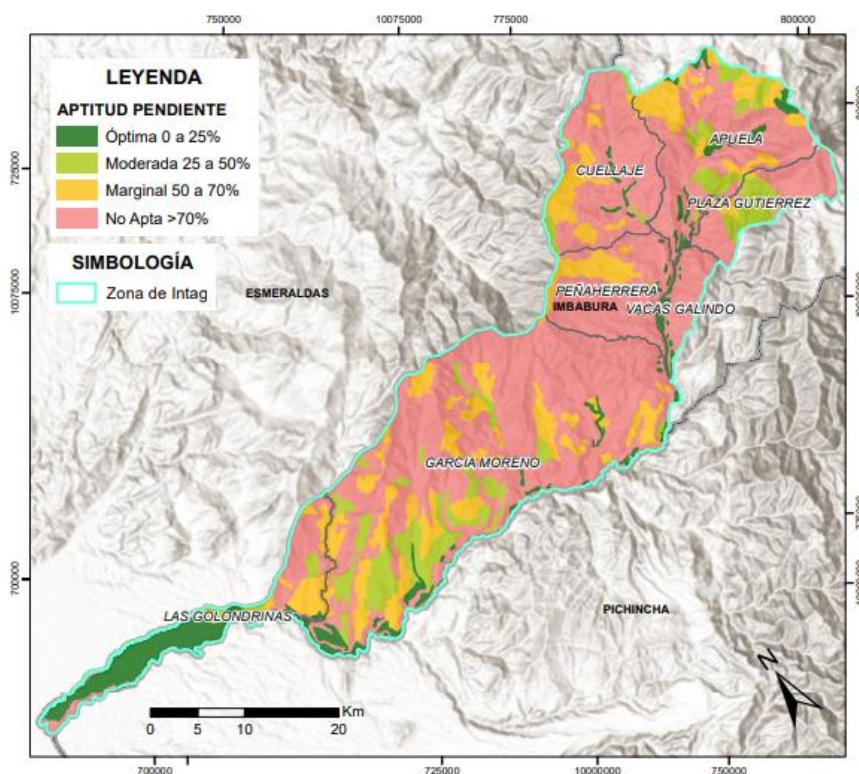 750000
10075000
775000
800000
LEYENDA
APTITUD PENDIENTE
Óptima 0 a 25%
Moderada 25 a 50%
Marginal 50 a 70%
No Apta >70%
SIMBOLOGÍA
Zona de Intag
725000
10075000
700000
ESMERALDAS
APUELA
CUELLAJE
PLAZA GUTIERREZ
PEÑAHERRERA
IMBABURA
VACAS GALINDO
GARCIA MORENO
LAS GOLONDRINAS
PICHINCHA
N
Km
0 5 10 20
700000
725000
10000000
750000